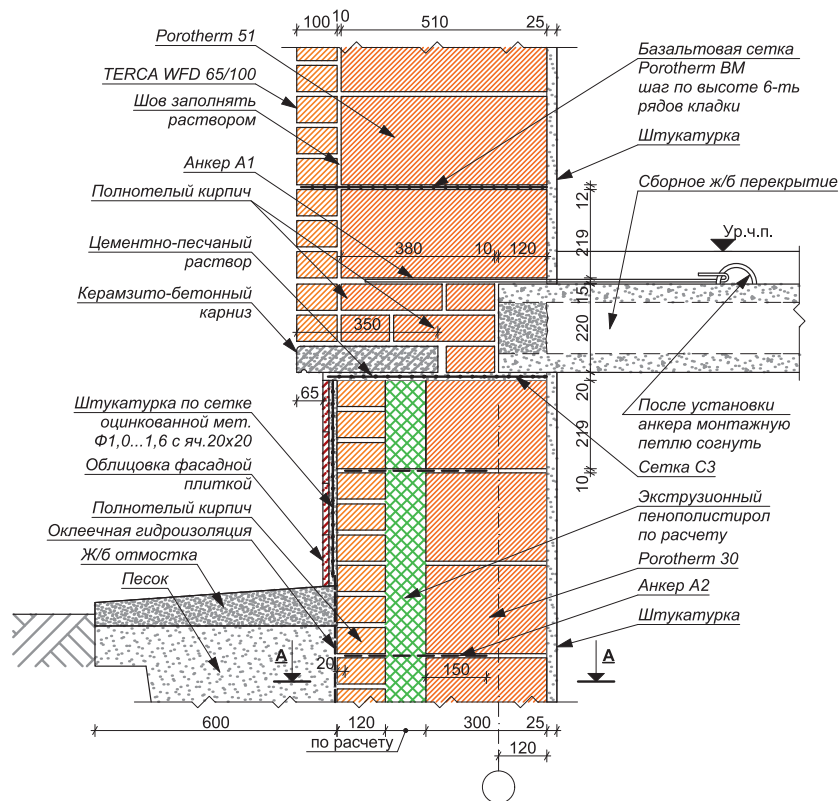 100
10
510
25
Porotherm 51
TERCA WFD 65/100
Шов заполнять
раствором
Анкер А1
Полнотелый кирпич
Цементно-песчаный
раствор
Керамзито-бетонный
карниз
Базальтовая сетка
Porotherm BM
шаг по высоте 6-ть
рядов кладки
Штукатурка
Сборное ж/б перекрытие
Ур.ч.п.
12
219
380
10
120
15
220
350
65
20
219
10
Штукатурка по сетке
оцинкованной мет.
Ф1,0...1,6 с яч.20х20
Облицовка фасадной
плиткой
Полнотелый кирпич
Оклеечная гидроизоляция
Ж/б отмостка
Песок
После установки
анкера монтажную
петлю согнуть
Сетка С3
Экструзионный
пенополистирол
по расчету
Porotherm 30
Анкер А2
Штукатурка
А
20
150
А
600
120
300
25
по расчету
120